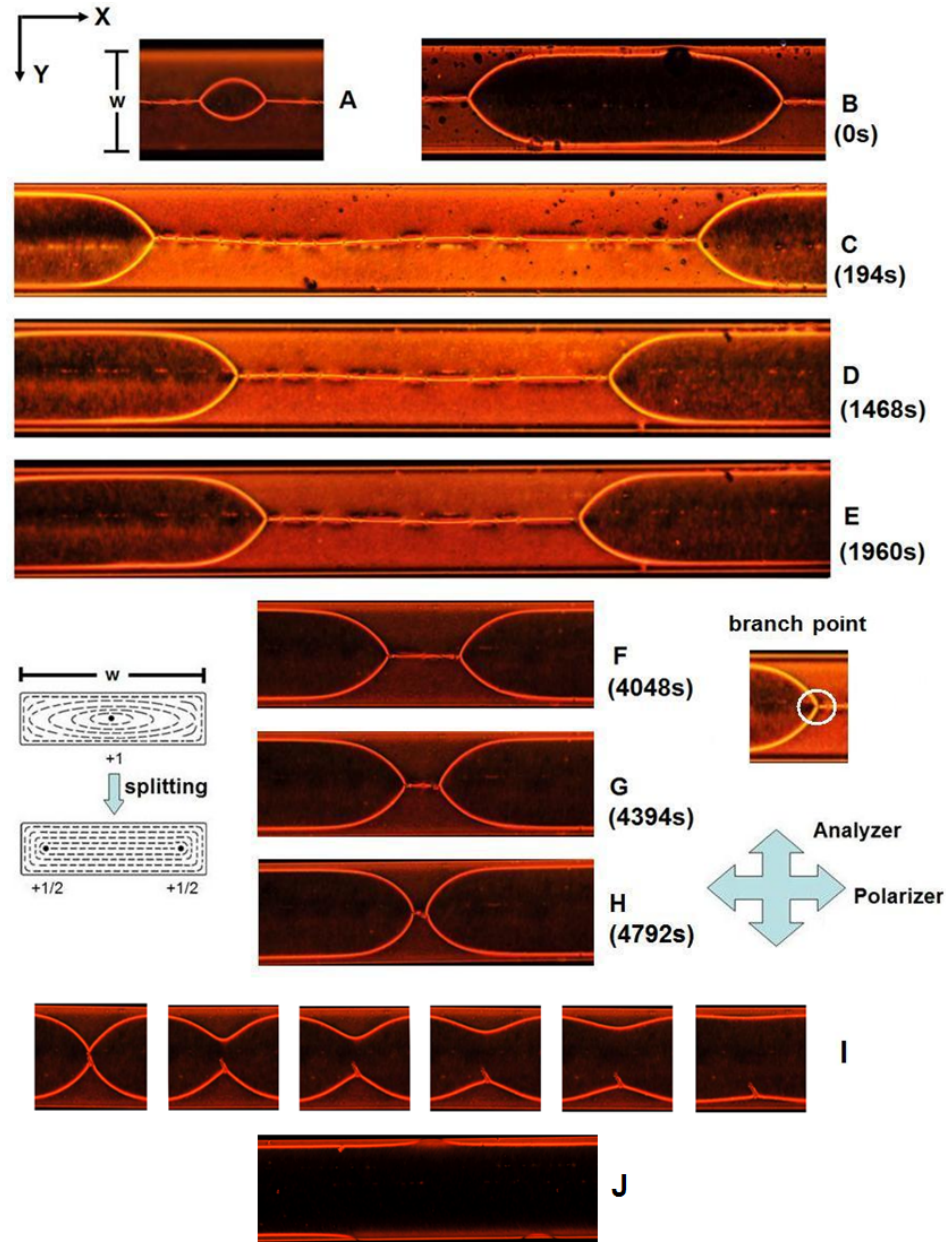 X
Y
W
A
B
(0s)
C
(194s)
D
(1468s)
E
(1960s)
F
(4048s)
branch point
W
+1
splitting
+1/2 +1/2
G
(4394s)
Analyzer
Polarizer
H
(4792s)
I
J